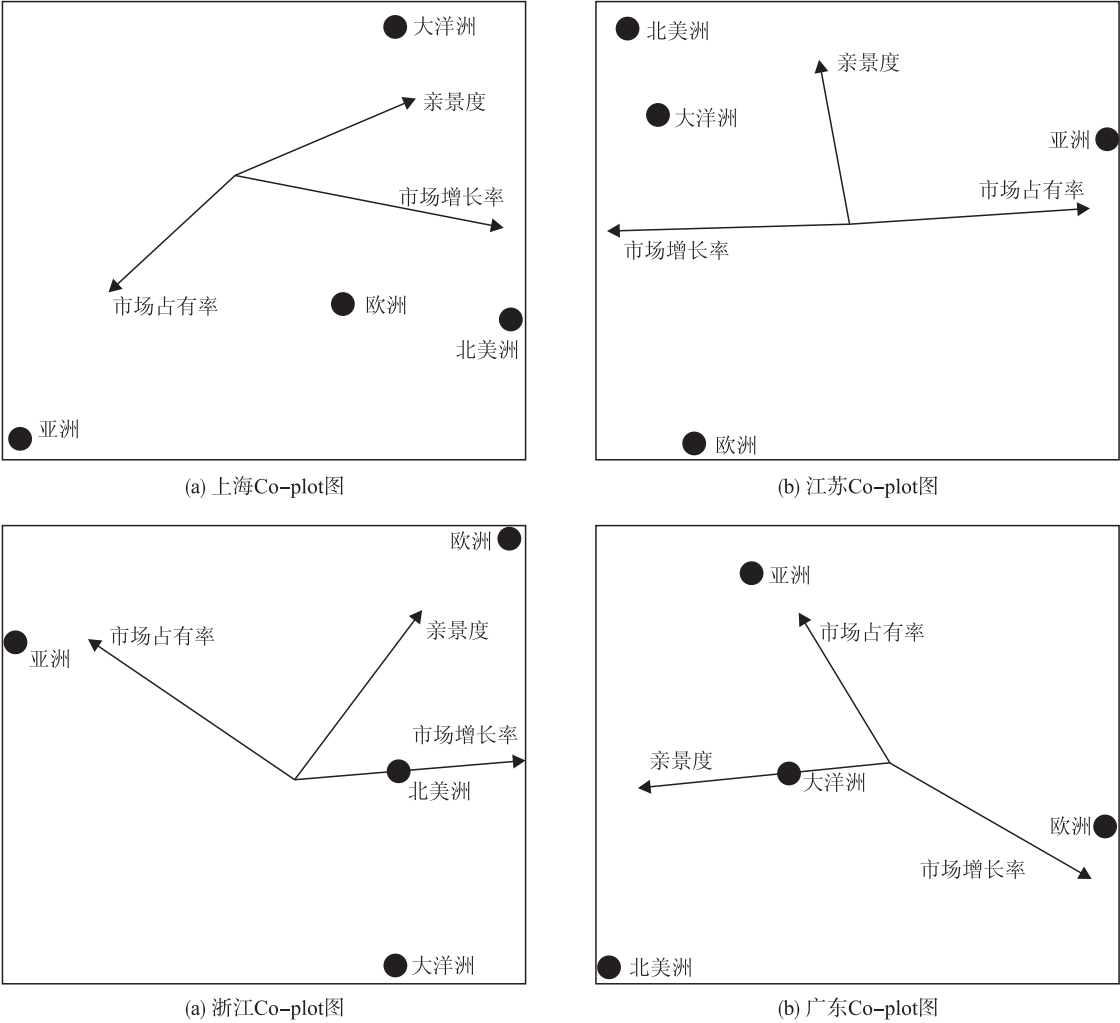 大洋洲
亲景度
市场增长率
市场占有率
欧洲
北美洲
亚洲
(a) 上海Co-plot图
北美洲
亲景度
大洋洲
亚洲
市场占有率
市场增长率
欧洲
(b) 江苏Co-plot图
欧洲
亲景度
市场占有率
亚洲
市场增长率
北美洲
大洋洲
(a) 浙江Co-plot图
亚洲
市场占有率
亲景度
大洋洲
欧洲
市场增长率
北美洲
(b) 广东Co-plot图